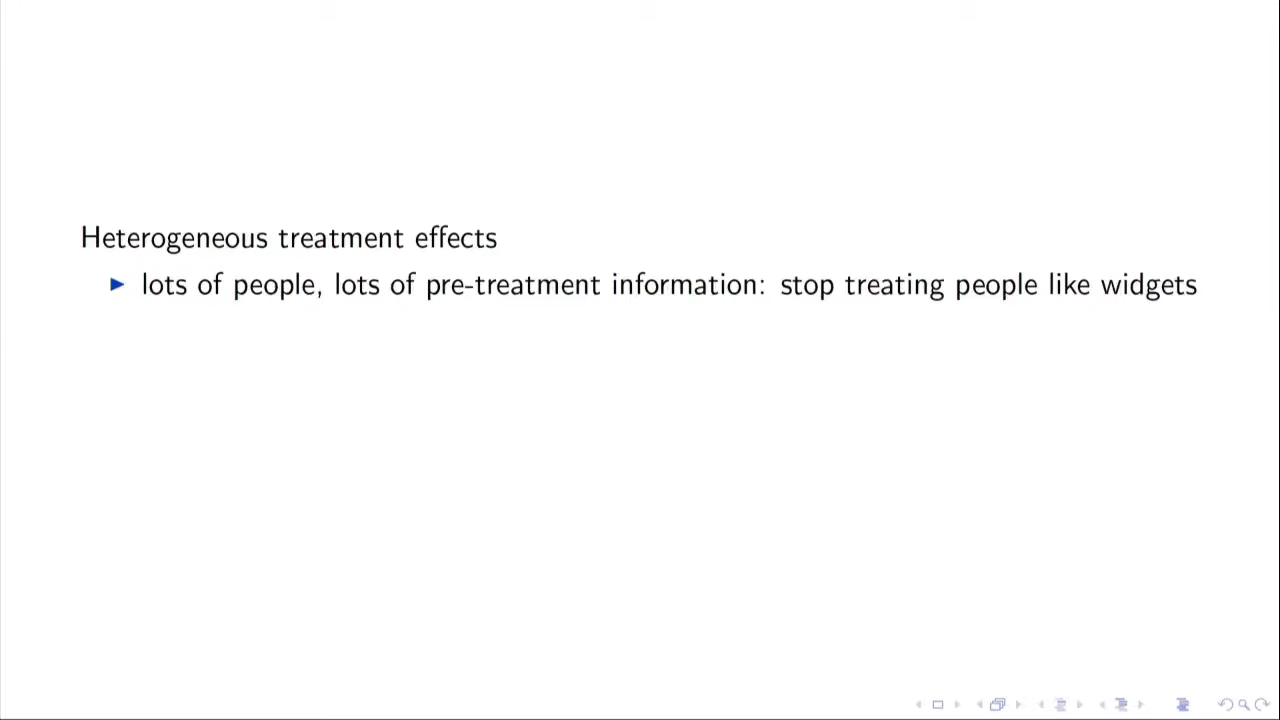 Heterogeneous treatment effects
lots of people, lots of pre-treatment information: stop treating people like widgets